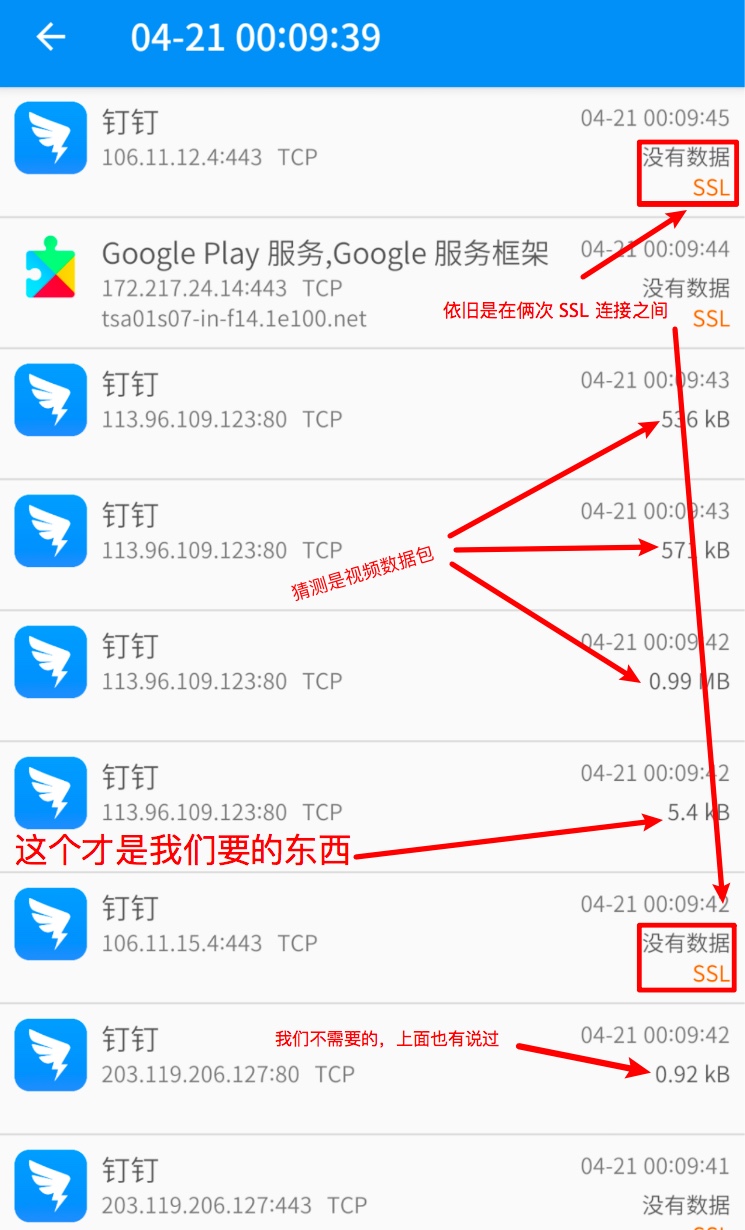 04-21 00:09:39
钉钉
04-21 00:09:45
106.11.12.4:443 TCP
没有数据
SSL
Google Play 服务,Google 服务框架
04-21 00:09:44
172.217.24.14:443 TCP
没有数据
tsa01s07-in-f14.1e100.net
依旧是在俩次 SSL 连接之间
SSL
钉钉
04-21 00:09:43
113.96.109.123:80 TCP
536 kB
钉钉
04-21 00:09:43
113.96.109.123:80 TCP
571 kB
猜测是视频数据包
钉钉
04-21 00:09:42
113.96.109.123:80 TCP
0.99 MB
钉钉
04-21 00:09:42
113.96.109.123:80 TCP
5.4 kB
这个才是我们要的东西
钉钉
04-21 00:09:42
106.11.15.4:443 TCP
没有数据
SSL
钉钉
我们不需要的，上面也有说过
04-21 00:09:42
203.119.206.127:80 TCP
0.92 kB
钉钉
04-21 00:09:41
203.119.206.127:443 TCP
没有数据